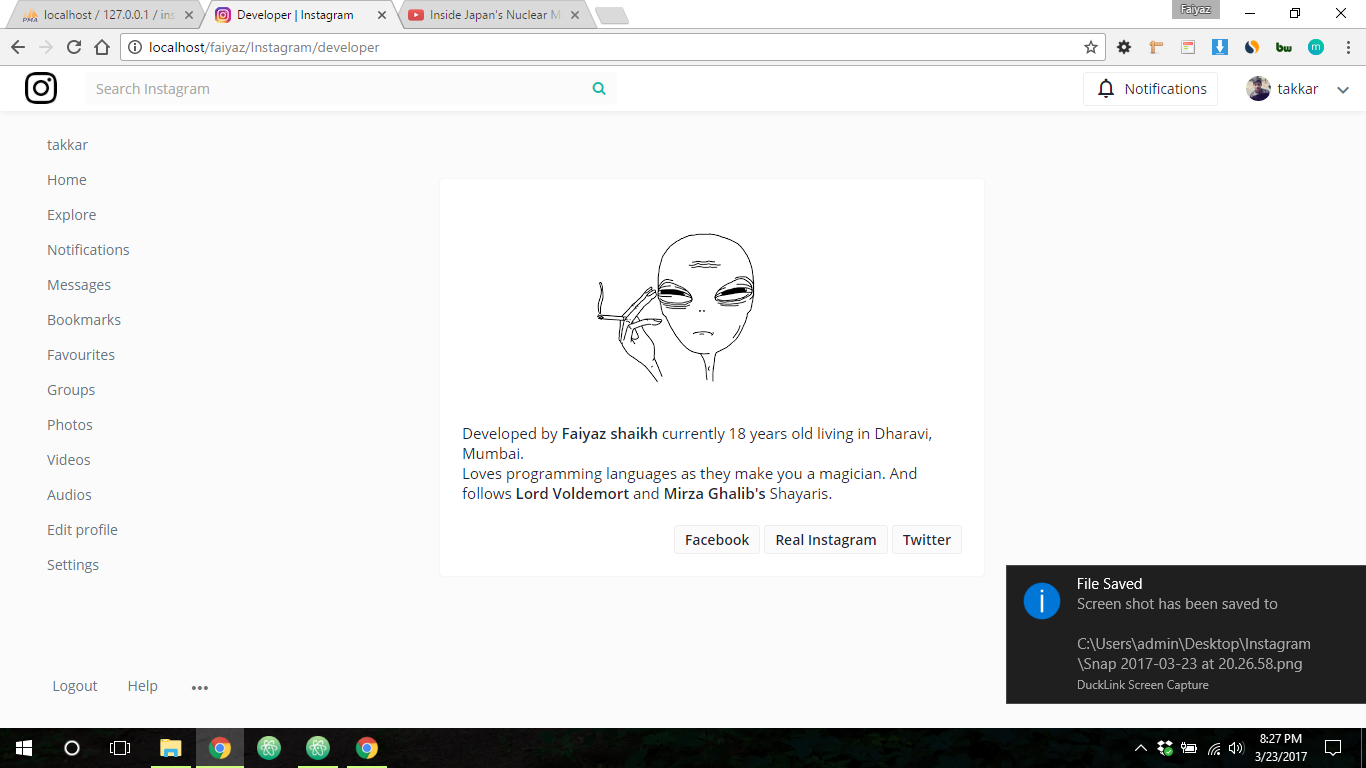 localhost / 127.0.0.1 / ins
Developer | Instagram
Inside Japan's Nuclear M
Faiyaz
localhost/faiyaz/Instagram/developer
Search Instagram
Notifications
takkar
takkar
Home
Explore
Notifications
Messages
Bookmarks
Favourites
Groups
Photos
Videos
Audios
Edit profile
Settings
Logout Help
Developed by Faiyaz shaikh currently 18 years old living in Dharavi,
Mumbai.
Loves programming languages as they make you a magician. And
follows Lord Voldemort and Mirza Ghalib's Shayaris.
Facebook Real Instagram Twitter
File Saved
Screen shot has been saved to
C:\Users\admin\Desktop\Instagram
\Snap 2017-03-23 at 20.26.58.png
DuckLink Screen Capture
8:27 PM
3/23/2017
PMA
bw
m